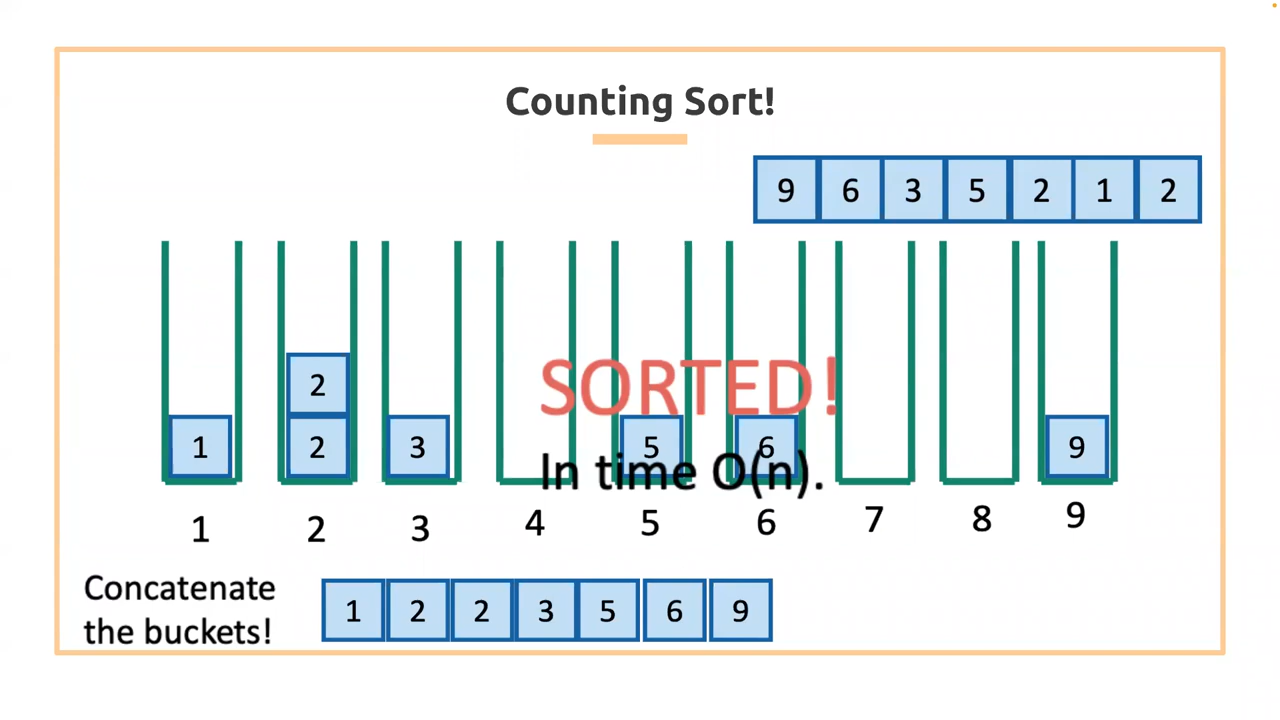 Counting Sort!
9 6 3 5 2 1 2
SORTED!
2
1 2 3 5 6 9
In time O(n).
1 2 3 4 5 6 7 8 9
Concatenate
the buckets!
1 2 2 3 5 6 9